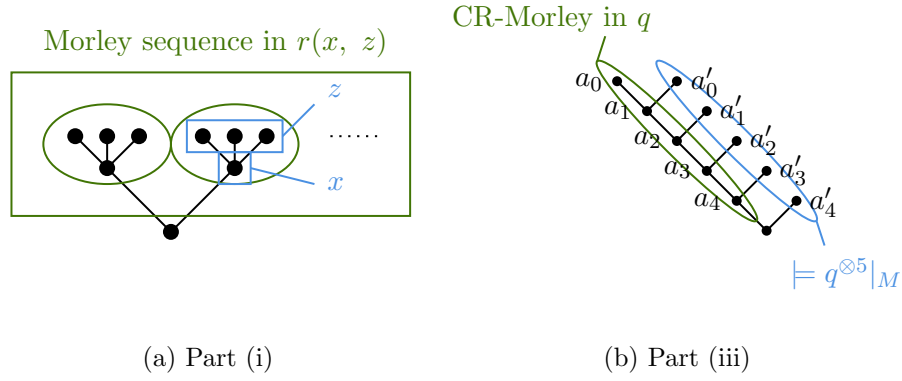 Morley sequence in r(x, z)
z
......
x
(a) Part (i)
CR-Morley in q
a₀
a′₀
a₁
a′₁
a₂
a′₂
a₃
a′₃
a₄
a′₄
⊨ q^{⊗5}|_M
(b) Part (iii)